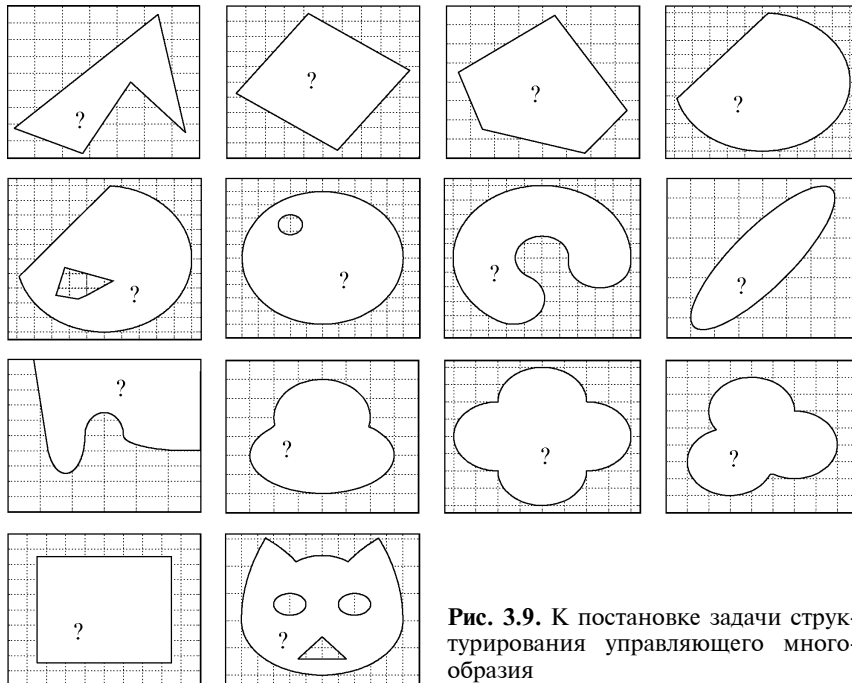 ? ? ? ?
? ? ? ?
? ? ? ?
? ?
Рис. 3.9. К постановке задачи струк-
турирования управляющего много-
образия